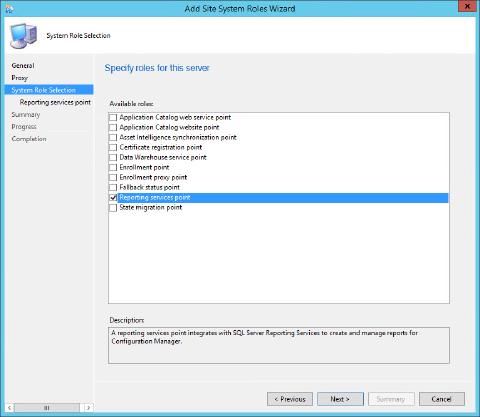 Add Site System Roles Wizard
System Role Selection
General
Proxy
System Role Selection
Reporting services point
Summary
Progress
Completion
Specify roles for this server
Available roles:
Application Catalog web service point
Application Catalog website point
Asset Intelligence synchronization point
Certificate registration point
Data Warehouse service point
Enrollment point
Enrollment proxy point
Fallback status point
Reporting services point
State migration point
Description:
A reporting services point integrates with SQL Server Reporting Services to create and manage reports for
Configuration Manager.
< Previous
Next >
Summary
Cancel